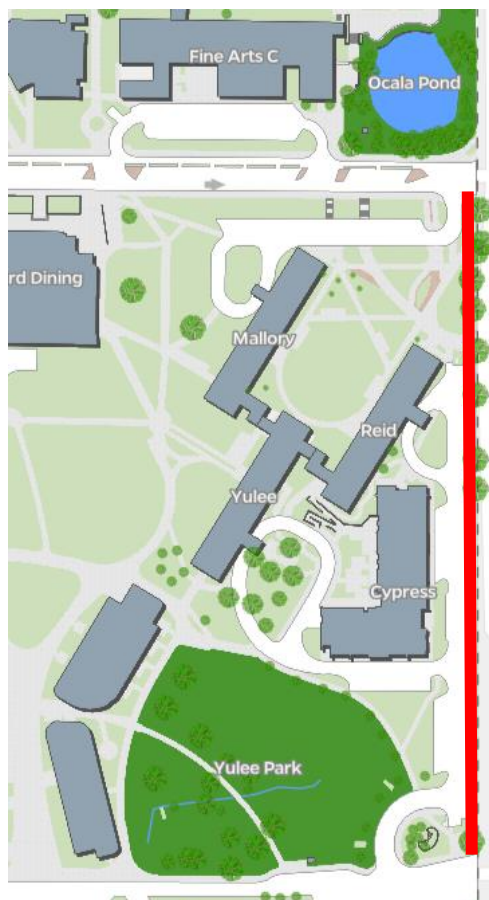 Fine Arts C
Ocala Pond
rd Dining
Mallory
Reid
Yulee
Cypress
Yulee Park